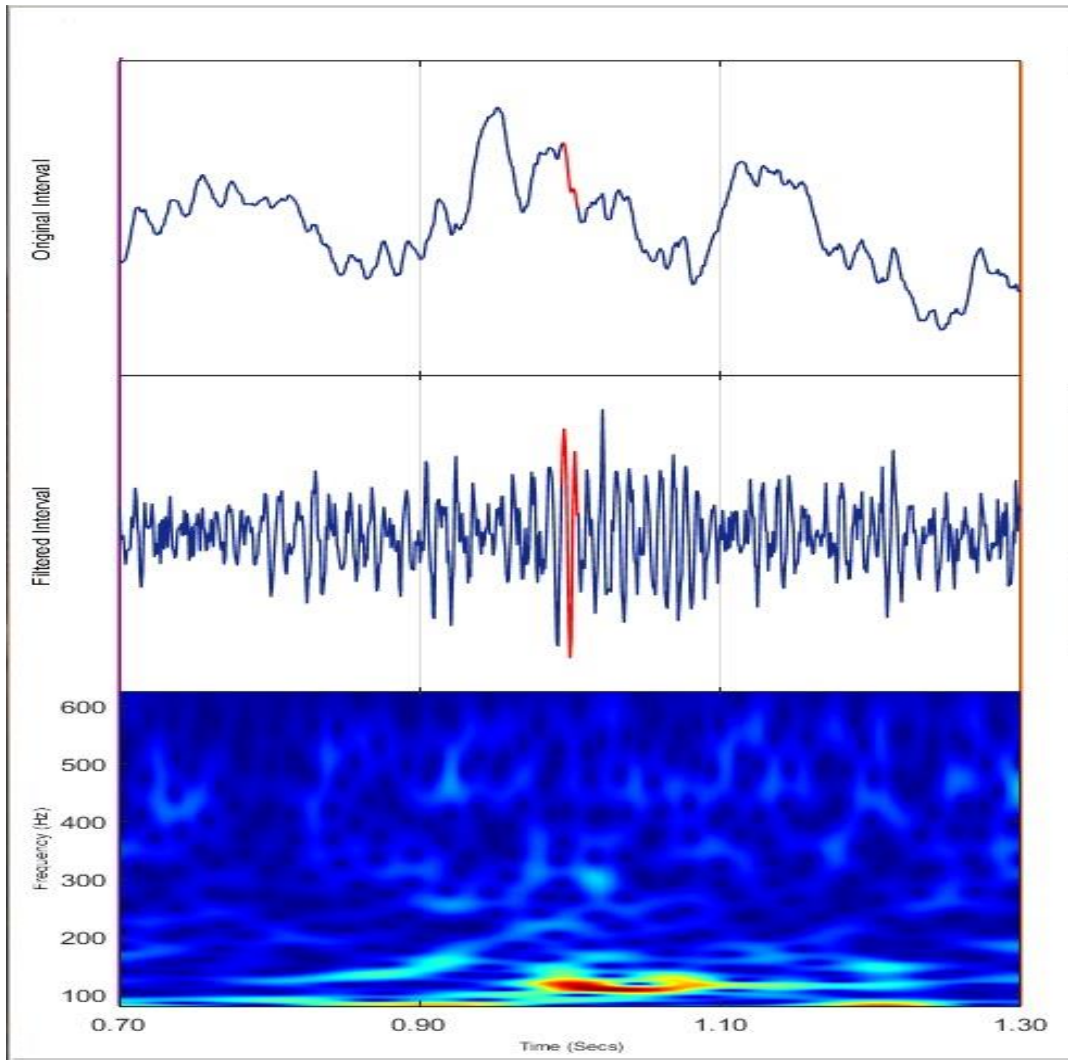 Original Interval
Filtered Interval
Frequency (Hz)
600
500
400
300
200
100
0.70 0.90 1.10 1.30
Time (Secs)